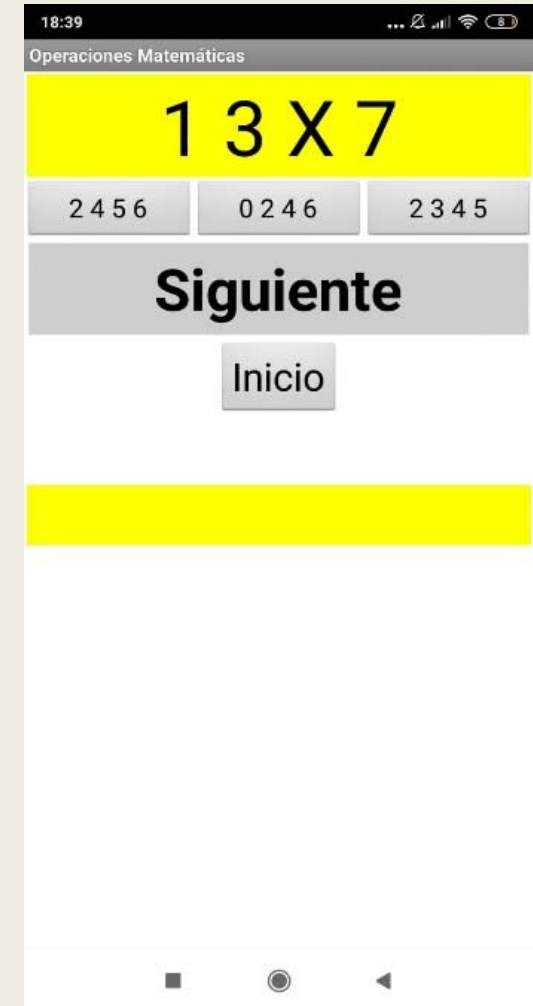 18:39 ... 8
Operaciones Matemáticas
1 3 X 7
2 4 5 6 0 2 4 6 2 3 4 5
Siguiente
Inicio